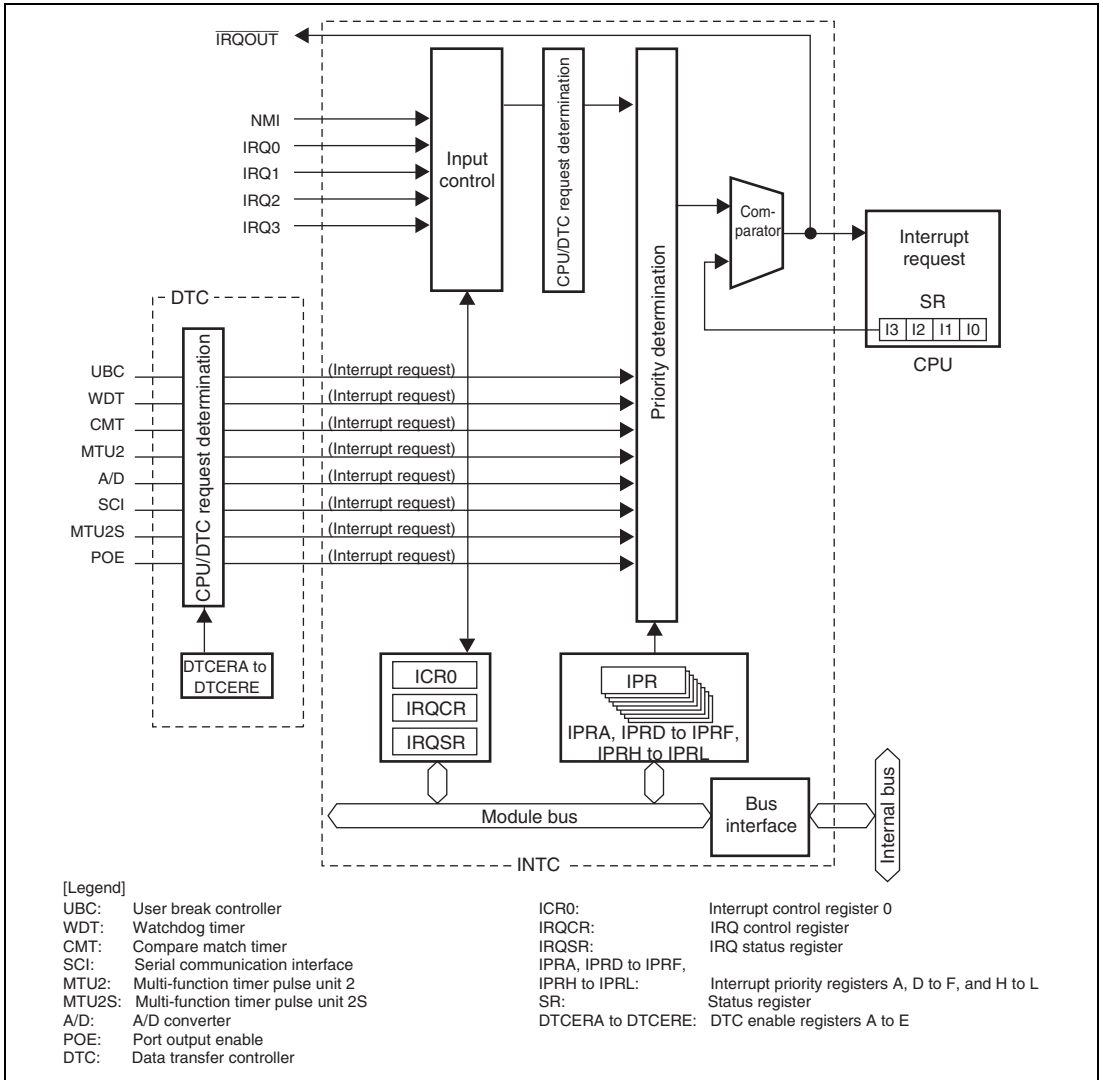 IRQOUT
NMI
IRQ0
IRQ1
IRQ2
IRQ3
Input
control
CPU/DTC request determination
Priority determination
Com-
parator
Interrupt
request
SR
I3 I2 I1 I0
CPU
DTC
CPU/DTC request determination
UBC
WDT
CMT
MTU2
A/D
SCI
MTU2S
POE
(Interrupt request)
(Interrupt request)
(Interrupt request)
(Interrupt request)
(Interrupt request)
(Interrupt request)
(Interrupt request)
(Interrupt request)
DTCERA to
DTCERE
ICR0
IRQCR
IRQSR
IPR
IPRA, IPRD to IPRF,
IPRH to IPRL
Module bus
Bus
interface
Internal bus
INTC
[Legend]
UBC: User break controller
WDT: Watchdog timer
CMT: Compare match timer
SCI: Serial communication interface
MTU2: Multi-function timer pulse unit 2
MTU2S: Multi-function timer pulse unit 2S
A/D: A/D converter
POE: Port output enable
DTC: Data transfer controller
ICR0: Interrupt control register 0
IRQCR: IRQ control register
IRQSR: IRQ status register
IPRA, IPRD to IPRF,
IPRH to IPRL: Interrupt priority registers A, D to F, and H to L
SR: Status register
DTCERA to DTCERE: DTC enable registers A to E